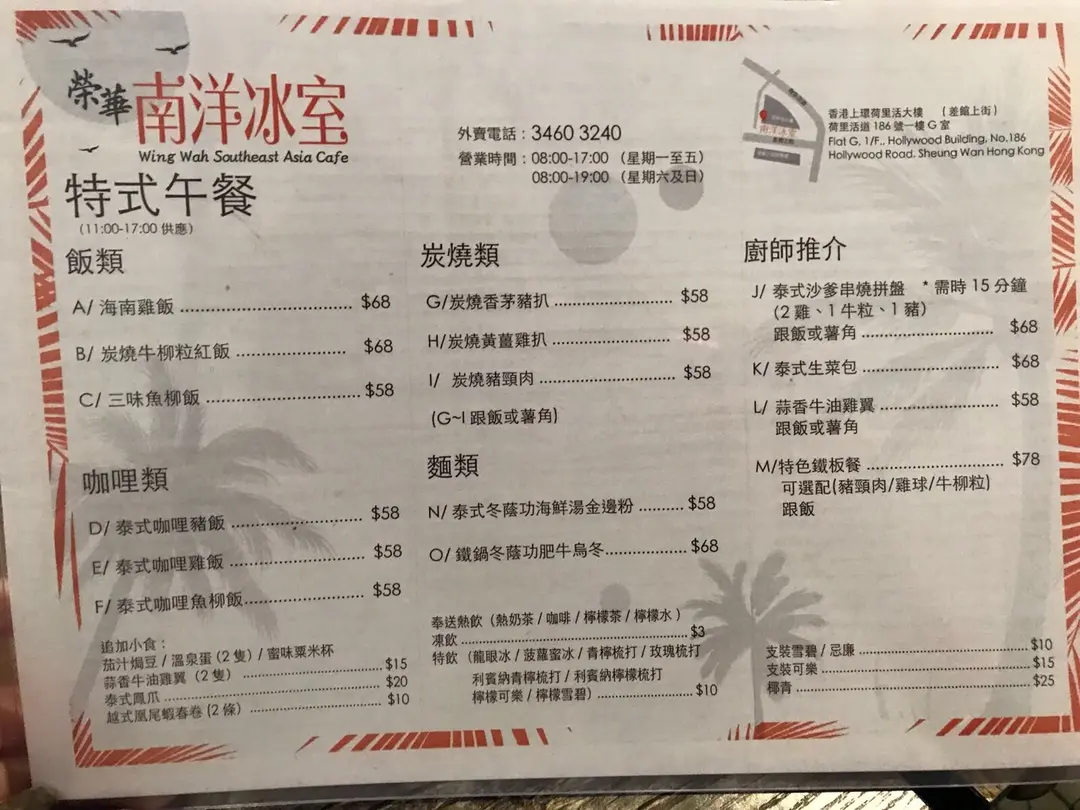 榮華 南洋冰室
Wing Wah Southeast Asia Cafe
特式午餐
(11:00-17:00 供應)
外賣電話：3460 3240
營業時間：08:00-17:00 (星期一至五)
08:00-19:00 (星期六及日)
南洋冰室
香港上環荷里活大樓 (差館上街)
荷里活道 186 號一樓 G 室
Flat G, 1/F., Hollywood Building, No.186
Hollywood Road. Sheung Wan Hong Kong
飯類
A/ 海南雞飯 $68
B/ 炭燒牛柳粒紅飯 $68
C/ 三味魚柳飯 $58
咖哩類
D/ 泰式咖哩豬飯 $58
E/ 泰式咖哩雞飯 $58
F/ 泰式咖哩魚柳飯 $58
追加小食：
茄汁焗豆 / 溫泉蛋 (2 隻) / 蜜味粟米杯
蒜香牛油雞翼 (2 隻) $15
泰式鳳爪 $20
越式鳳尾蝦春卷 (2 條) $10
炭燒類
G/炭燒香茅豬扒 $58
H/炭燒黃薑雞扒 $58
I/ 炭燒豬頸肉 $58
(G~I 跟飯或薯角)
麵類
N/ 泰式冬蔭功海鮮湯金邊粉 $58
O/ 鐵鍋冬蔭功肥牛烏冬 $68
奉送熱飲 (熱奶茶 / 咖啡 / 檸檬茶 / 檸檬水 )
凍飲 $3
特飲 (龍眼冰 / 菠蘿蜜冰 / 青檸梳打 / 玫瑰梳打
利賓納青檸梳打 / 利賓納檸檬梳打
檸檬可樂 / 檸檬雪碧) $10
廚師推介
J/ 泰式沙爹串燒拼盤 * 需時 15 分鐘
(2 雞、1 牛粒、1 豬)
跟飯或薯角 $68
K/ 泰式生菜包 $68
L/ 蒜香牛油雞翼 $58
跟飯或薯角
M/特色鐵板餐 $78
可選配(豬頸肉/雞球/牛柳粒)
跟飯
支裝雪碧 / 忌廉 $10
支裝可樂 $15
椰青 $25